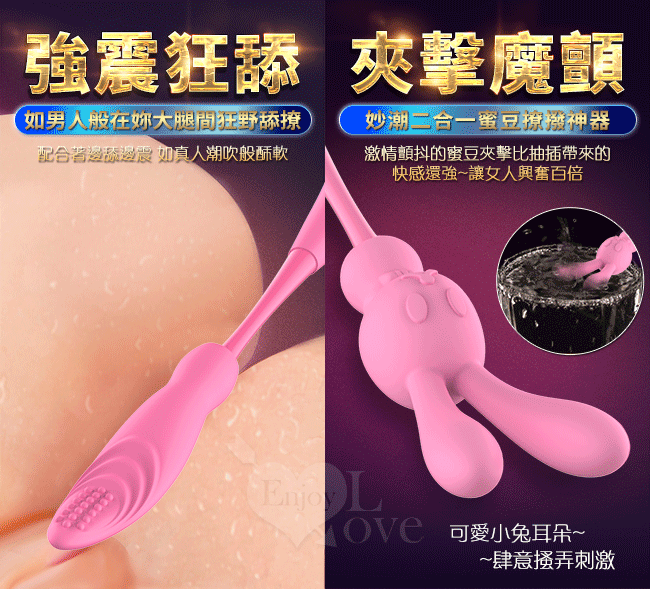 強震狂舔
如男人般在妳大腿間狂野舔撩
配合著邊舔邊震 如真人潮吹般酥軟
夾擊魔顫
妙潮二合一蜜豆撩撥神器
激情顫抖的蜜豆夾擊比抽插帶來的
快感還強~讓女人興奮百倍
Enjoy Love
可愛小兔耳朵~
~肆意搔弄刺激